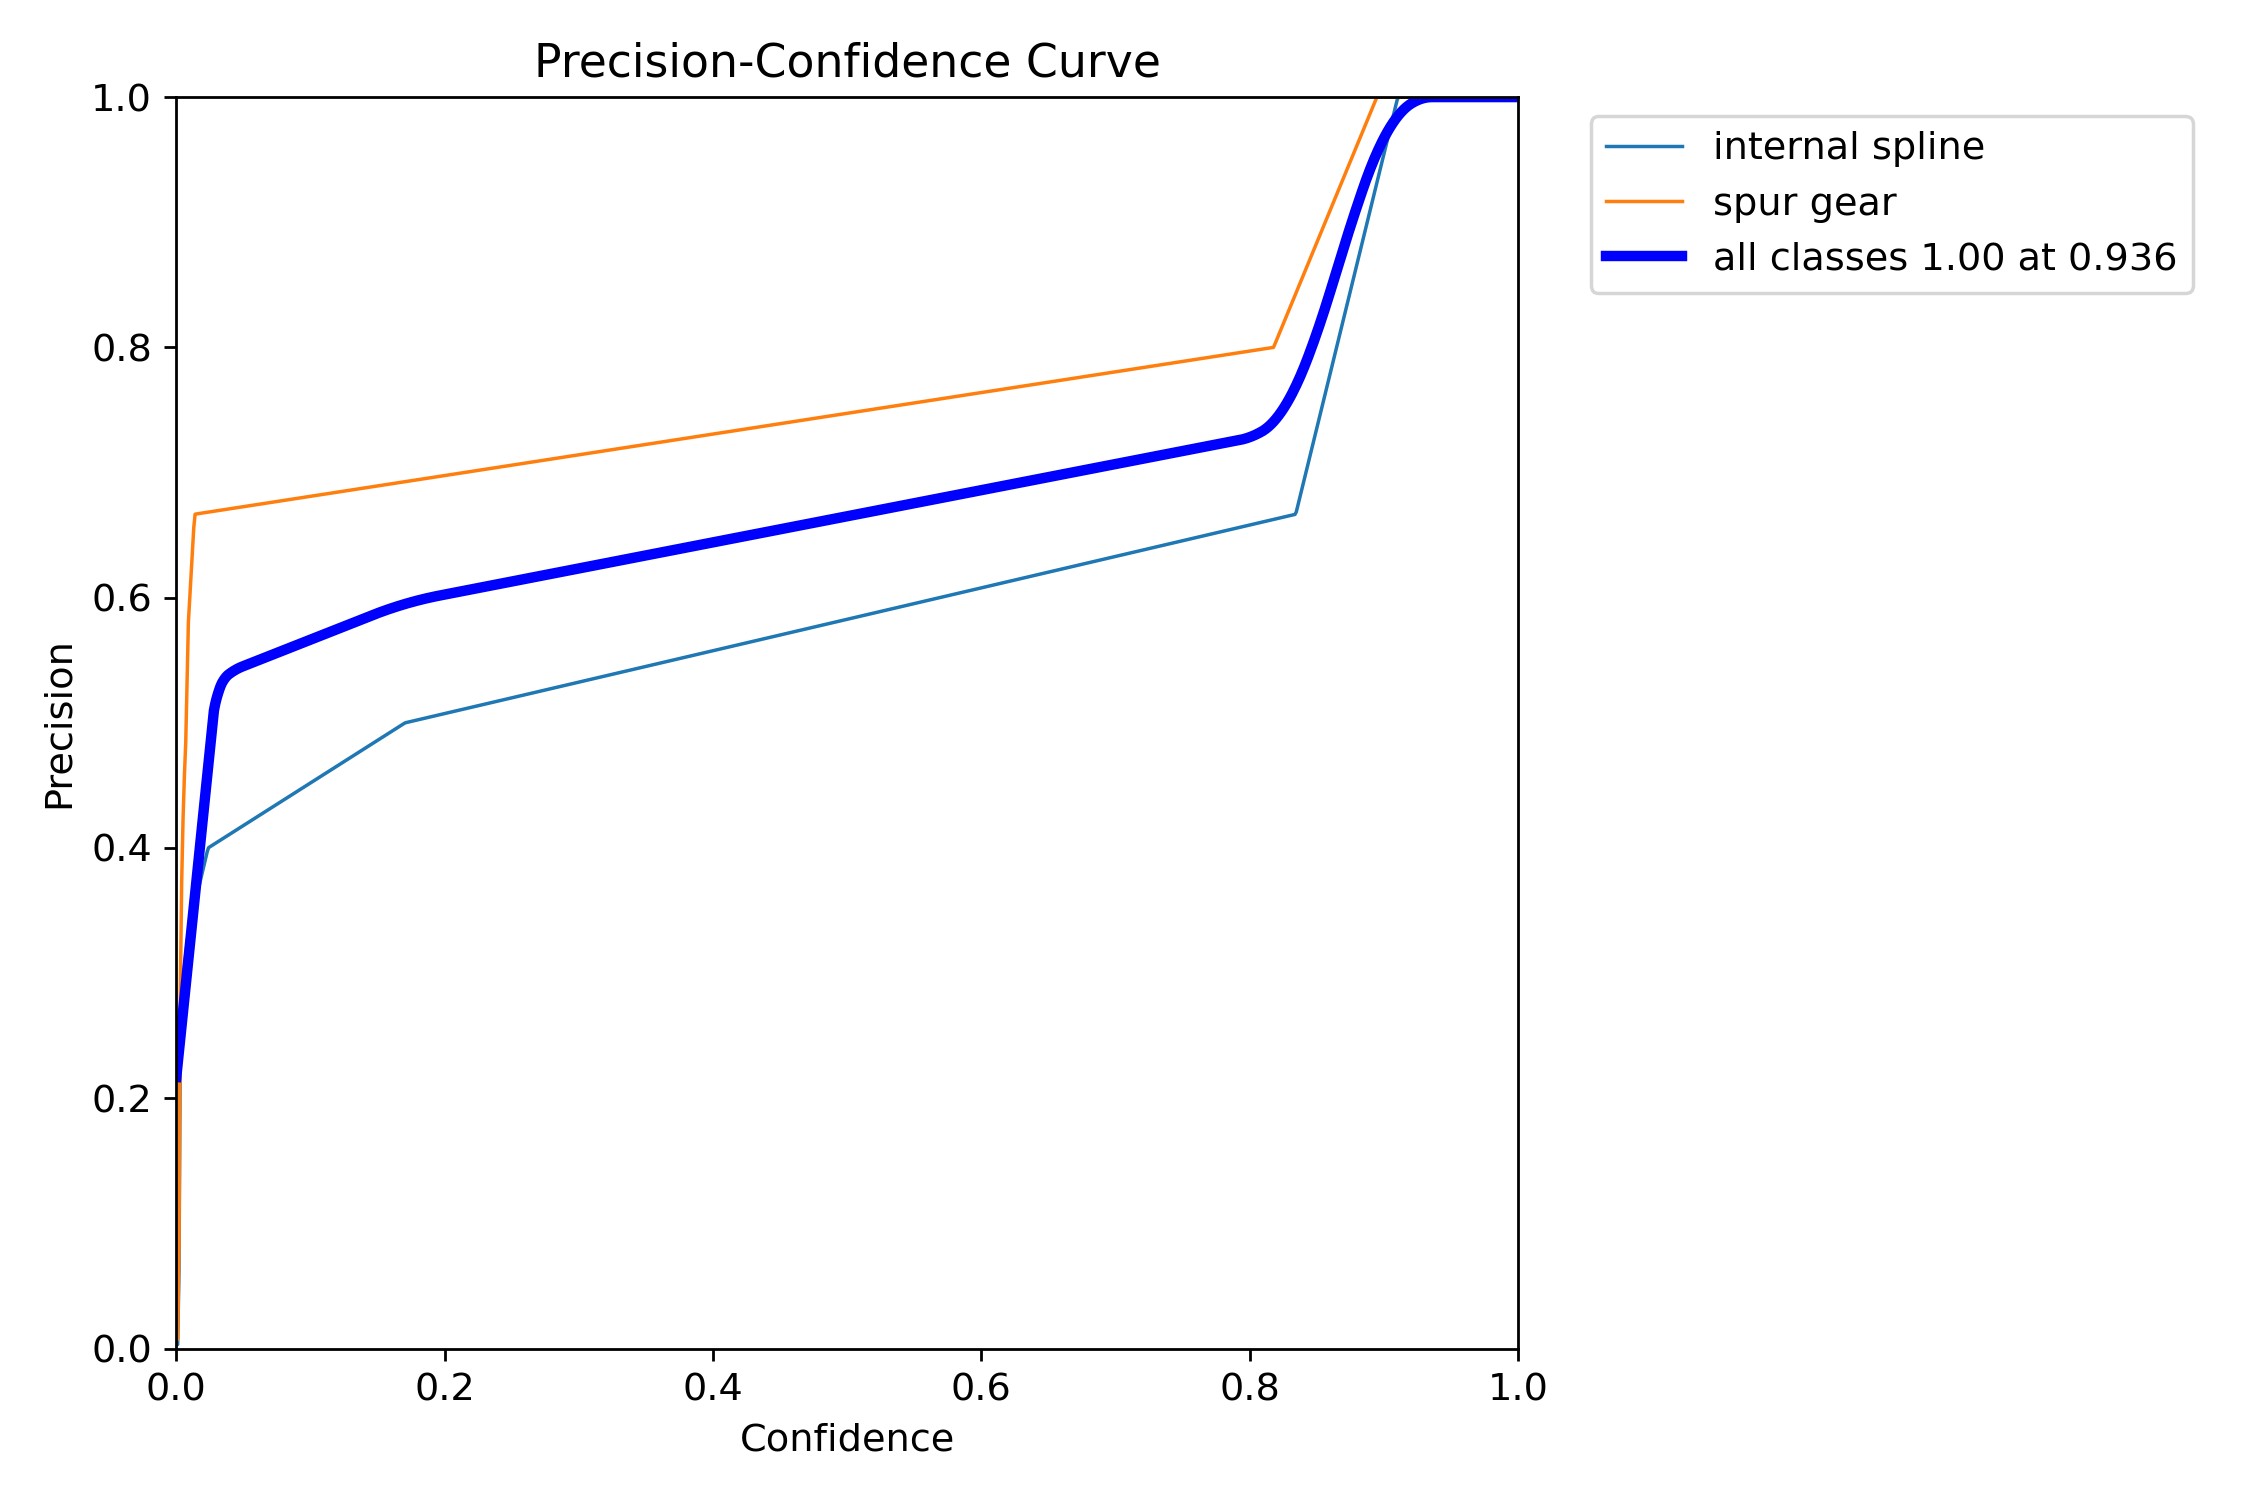 Precision-Confidence Curve
1.0
0.8
0.6
0.4
0.2
0.0
Precision
0.0 0.2 0.4 0.6 0.8 1.0
Confidence
internal spline
spur gear
all classes 1.00 at 0.936